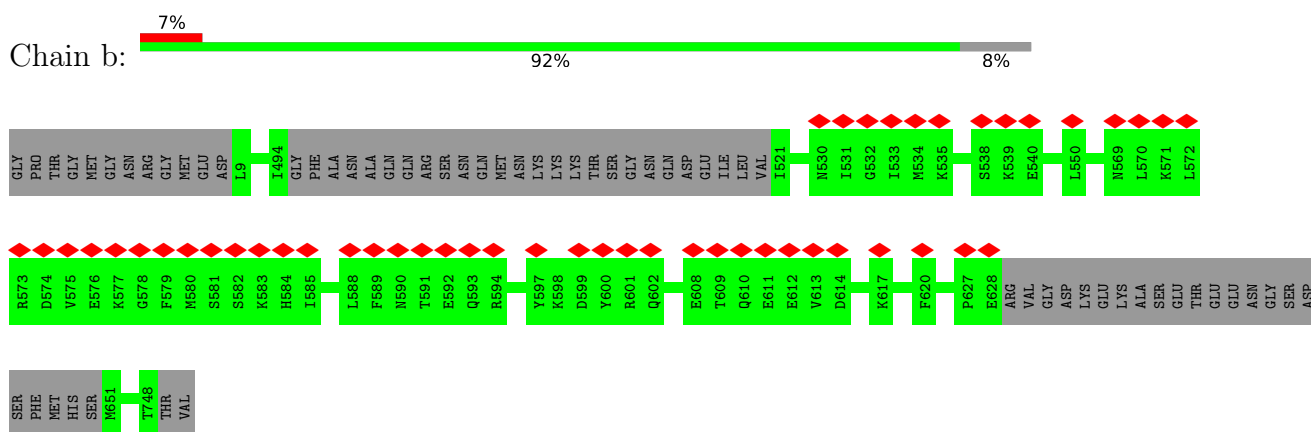 7%
Chain b:
92% 8%
GLY PRO THR GLY MET GLY ASN ARG GLY MET GLU ASP L9 I494 GLY PHE ALA ASN ALA GLN GLN ARG SER ASN GLN MET ASN LYS LYS LYS THR SER GLY ASN GLN ASP GLU ILE LEU VAL I521 N530 I531 G532 I533 M534 K535 S538 K539 E540 L550 N569 L570 K571 L572
R573 D574 V575 E576 K577 G578 F579 M580 S581 S582 K583 H584 I585 L588 F589 N590 T591 E592 Q593 R594 Y597 K598 D599 Y600 R601 Q602 E608 T609 Q610 E611 E612 V613 D614 K617 F620 P627 E628 ARG VAL GLY ASP LYS GLU LYS ALA SER GLU THR GLU GLU ASN GLY SER ASP
SER PHE MET HIS SER M651 T748 THR VAL